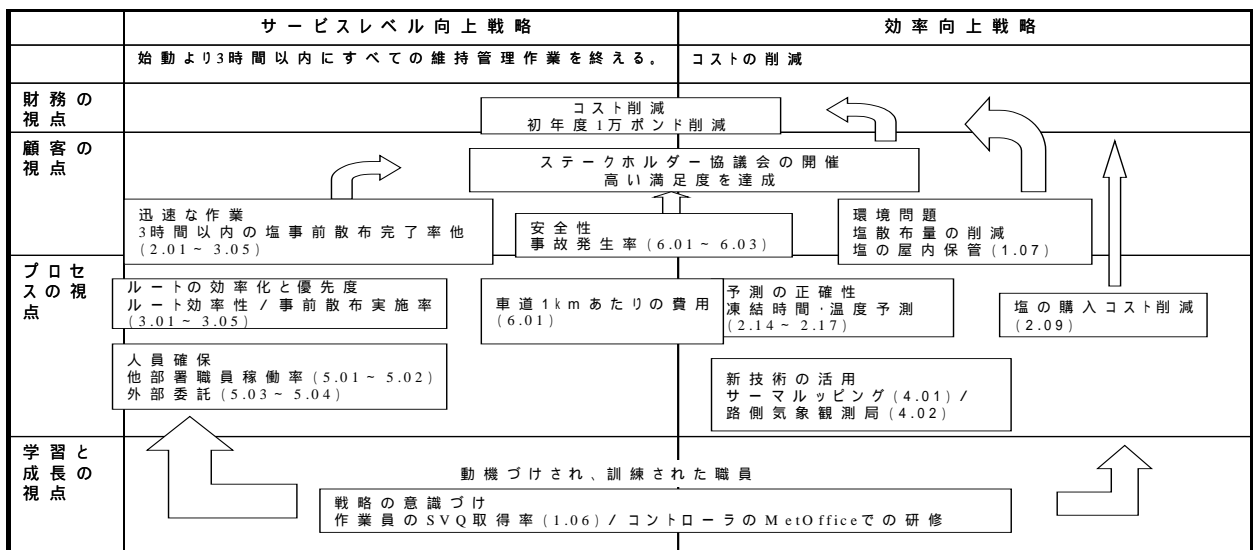 サービスレベル向上戦略
効率向上戦略
始動より3時間以内にすべての維持管理作業を終える。
コストの削減
財務の
視点
コスト削減
初年度1万ポンド削減
顧客の
視点
ステークホルダー協議会の開催
高い満足度を達成
迅速な作業
3時間以内の塩事前散布完了率他
(2.01~3.05)
安全性
事故発生率(6.01~6.03)
環境問題
塩散布量の削減
塩の屋内保管(1.07)
プロセ
スの視
点
ルートの効率化と優先度
ルート効率性/事前散布実施率
(3.01~3.05)
車道1kmあたりの費用
(6.01)
予測の正確性
凍結時間・温度予測
(2.14~2.17)
塩の購入コスト削減
(2.09)
人員確保
他部署職員稼働率(5.01~5.02)
外部委託(5.03~5.04)
新技術の活用
サーマルッピング(4.01)/
路側気象観測局(4.02)
学習と
成長の
視点
動機づけされ、訓練された職員
戦略の意識づけ
作業員のSVQ取得率(1.06)/コントローラのMetOfficeでの研修